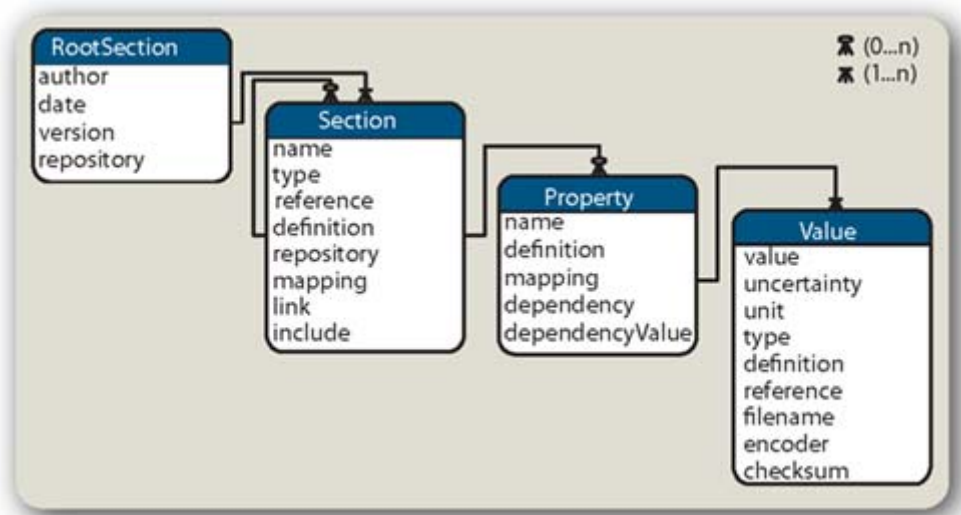 RootSection
author
date
version
repository
(0...n)
(1...n)
Section
name
type
reference
definition
repository
mapping
link
include
Property
name
definition
mapping
dependency
dependencyValue
Value
value
uncertainty
unit
type
definition
reference
filename
encoder
checksum